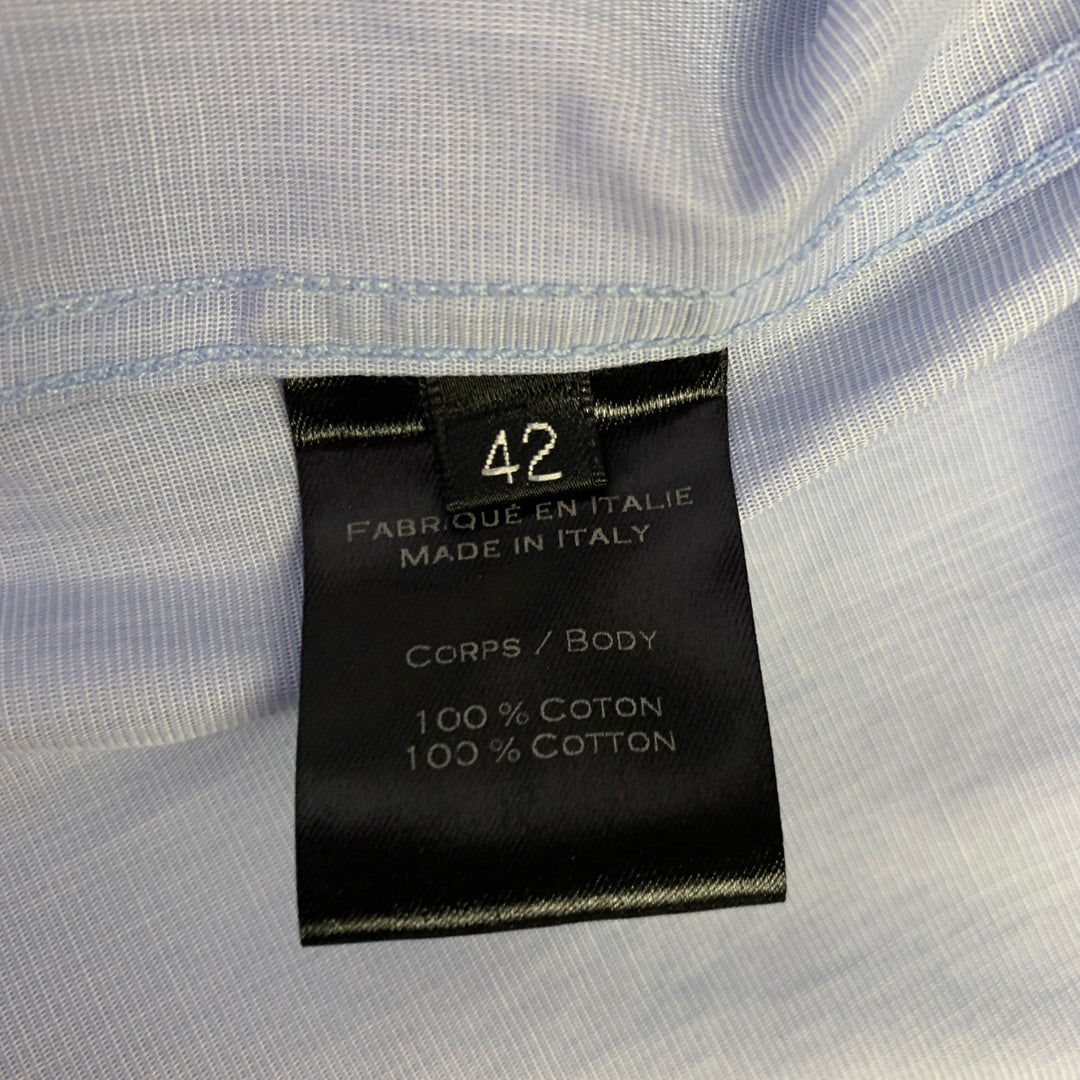 42
FABRIQUÉ EN ITALIE
MADE IN ITALY
CORPS / BODY
100 % COTON
100 % COTTON